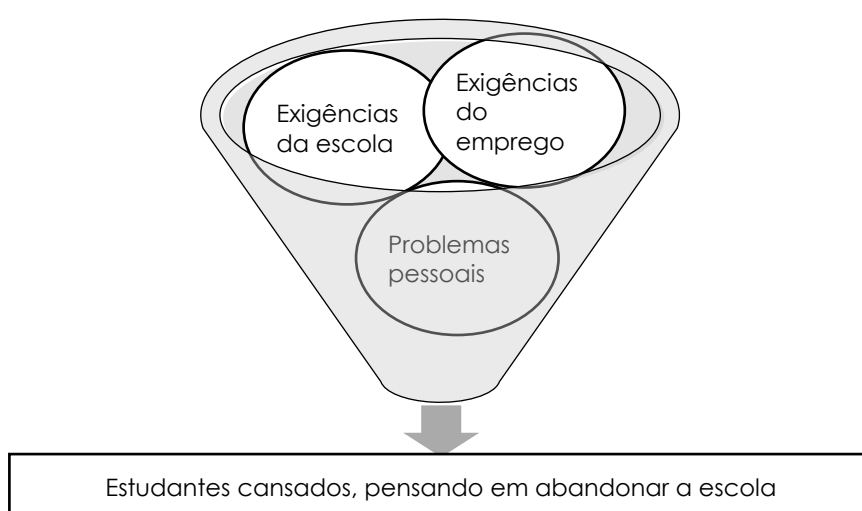 Exigências
da escola
Exigências
do
emprego
Problemas
pessoais
Estudantes cansados, pensando em abandonar a escola